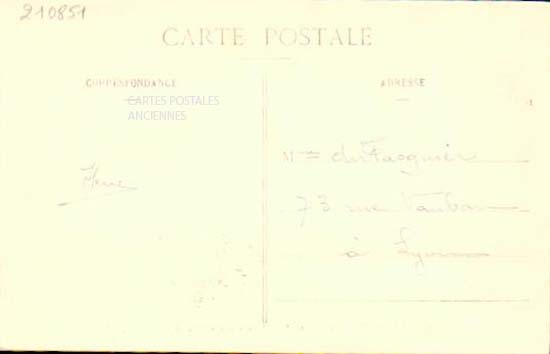 210851
CARTE POSTALE
CORRESPONDANCE
CARTES POSTALES
ANCIENNES
ADRESSE
M
73 rue Vauban
à Lyon